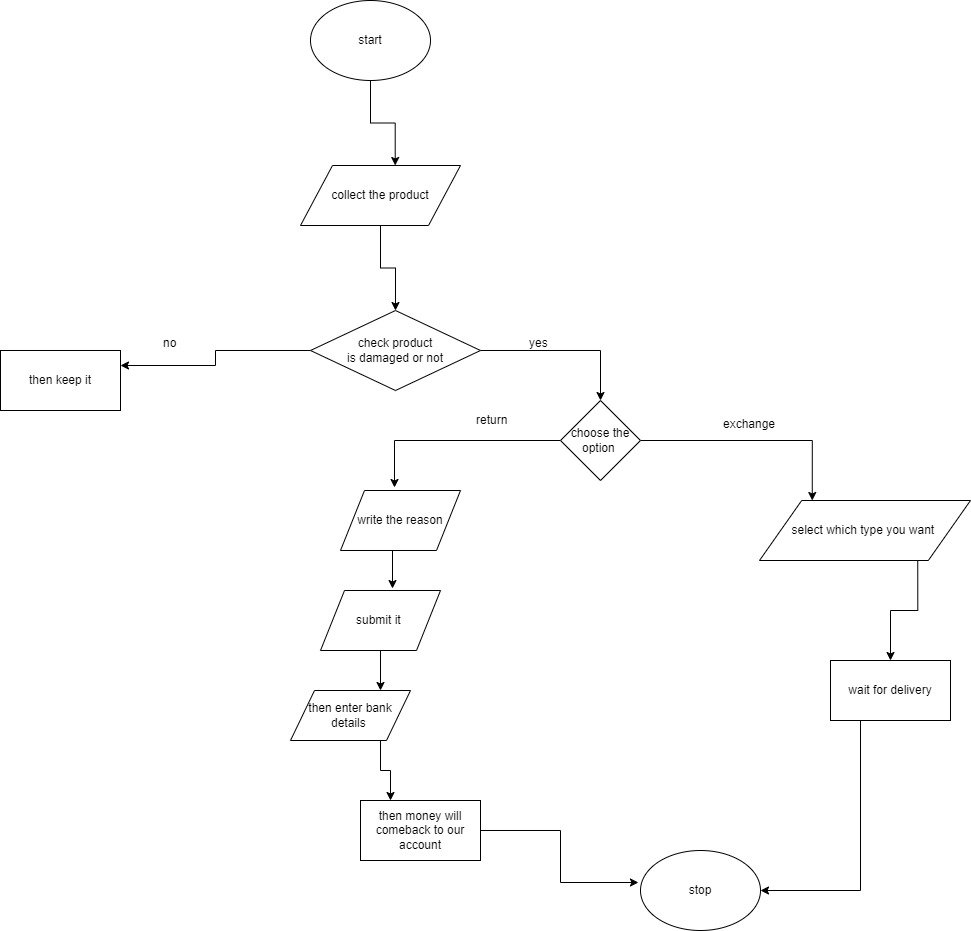 start
collect the product
check product
is damaged or not
no
yes
then keep it
return
choose the
option
exchange
write the reason
select which type you want
submit it
wait for delivery
then enter bank
details
then money will
comeback to our
account
stop